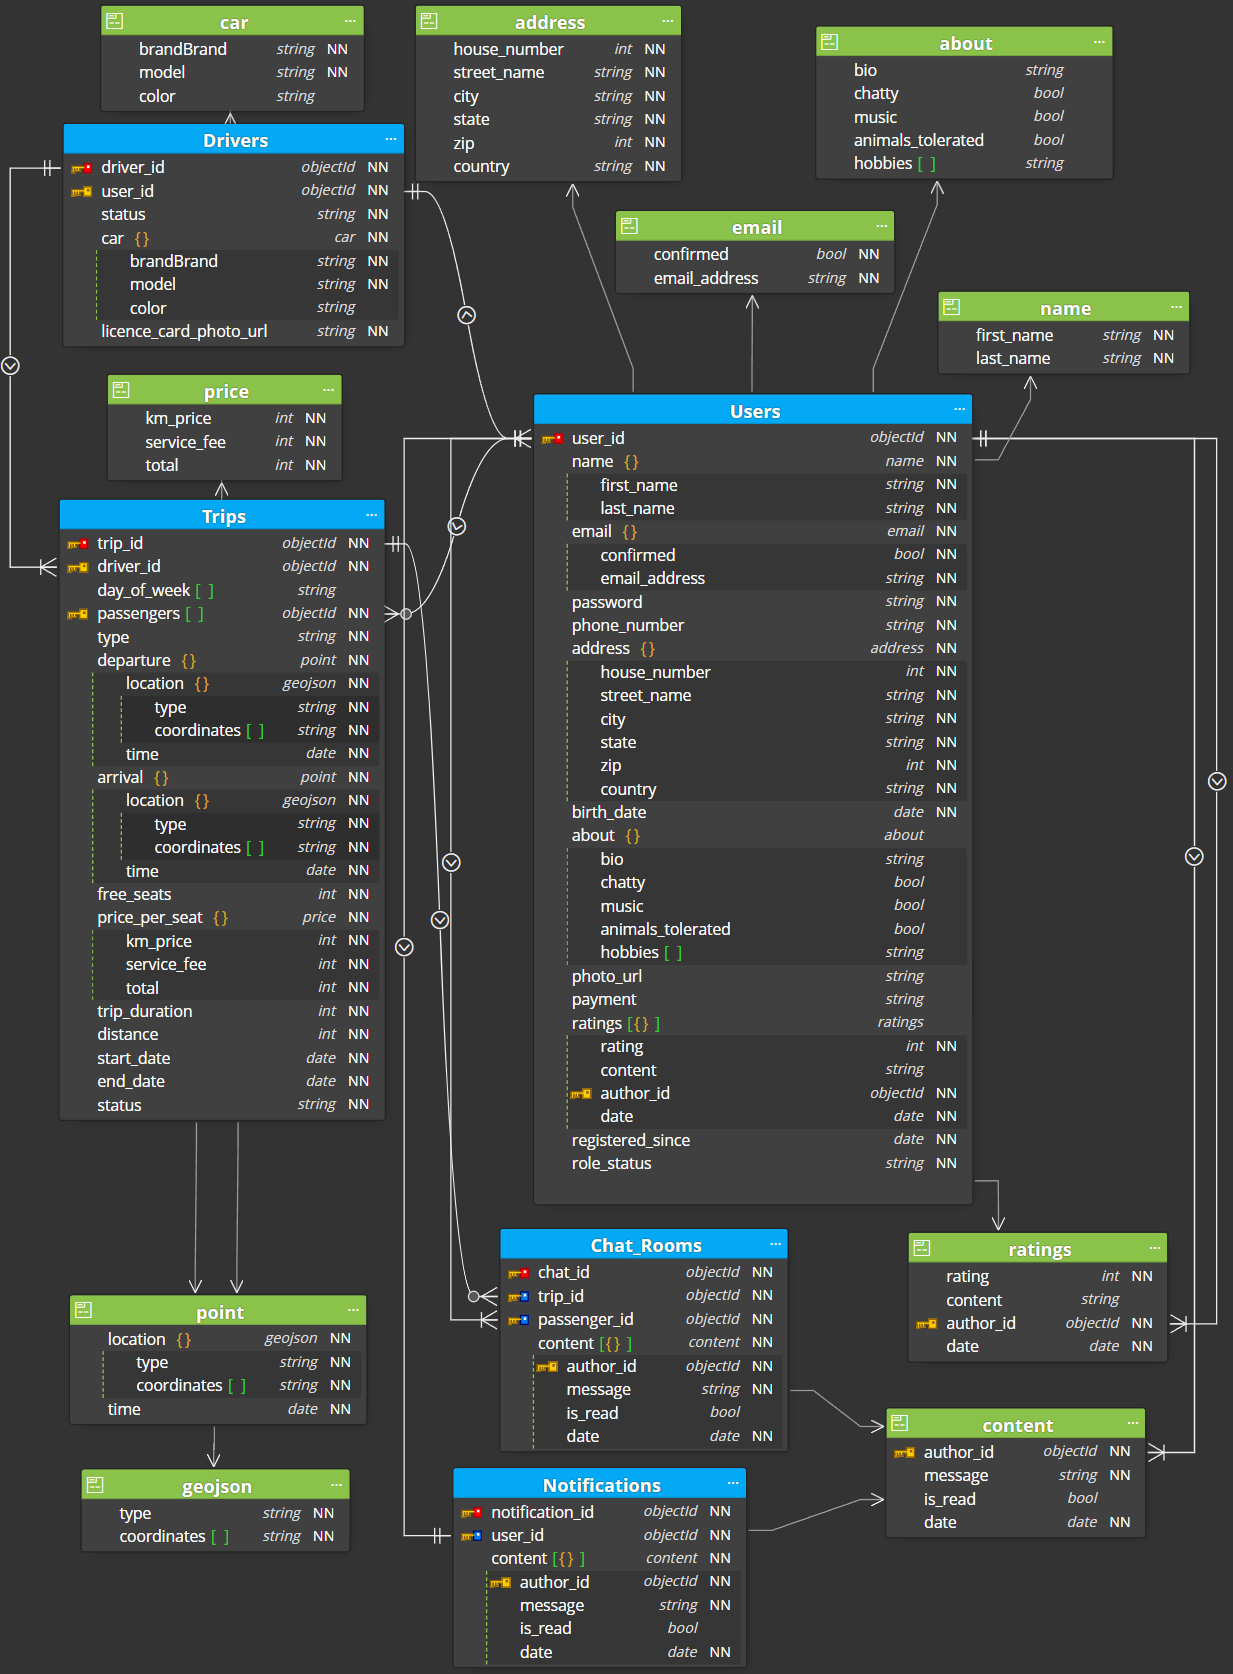 car ...
brandBrand string NN
model string NN
color string
address ...
house_number int NN
street_name string NN
city string NN
state string NN
zip int NN
country string NN
about ...
bio string
chatty bool
music bool
animals_tolerated bool
hobbies [ ] string
Drivers ...
driver_id objectId NN
user_id objectId NN
status string NN
car {} car NN
brandBrand string NN
model string NN
color string
licence_card_photo_url string NN
email ...
confirmed bool NN
email_address string NN
name ...
first_name string NN
last_name string NN
price ...
km_price int NN
service_fee int NN
total int NN
Users ...
user_id objectId NN
name {} name NN
first_name string NN
last_name string NN
email {} email NN
confirmed bool NN
email_address string NN
password string NN
phone_number string NN
address {} address NN
house_number int NN
street_name string NN
city string NN
state string NN
zip int NN
country string NN
birth_date date NN
about {} about
bio string
chatty bool
music bool
animals_tolerated bool
hobbies [ ] string
photo_url string
payment string
ratings [{} ] ratings
rating int NN
content string
author_id objectId NN
date date NN
registered_since date NN
role_status string NN
Trips ...
trip_id objectId NN
driver_id objectId NN
day_of_week [ ] string
passengers [ ] objectId NN
type string NN
departure {} point NN
location {} geojson NN
type string NN
coordinates [ ] string NN
time date NN
arrival {} point NN
location {} geojson NN
type string NN
coordinates [ ] string NN
time date NN
free_seats int NN
price_per_seat {} price NN
km_price int NN
service_fee int NN
total int NN
trip_duration int NN
distance int NN
start_date date NN
end_date date NN
status string NN
Chat_Rooms ...
chat_id objectId NN
trip_id objectId NN
passenger_id objectId NN
content [{} ] content NN
author_id objectId NN
message string NN
is_read bool
date date NN
ratings ...
rating int NN
content string
author_id objectId NN
date date NN
point ...
location {} geojson NN
type string NN
coordinates [ ] string NN
time date NN
content ...
author_id objectId NN
message string NN
is_read bool
date date NN
geojson ...
type string NN
coordinates [ ] string NN
Notifications ...
notification_id objectId NN
user_id objectId NN
content [{} ] content NN
author_id objectId NN
message string NN
is_read bool
date date NN